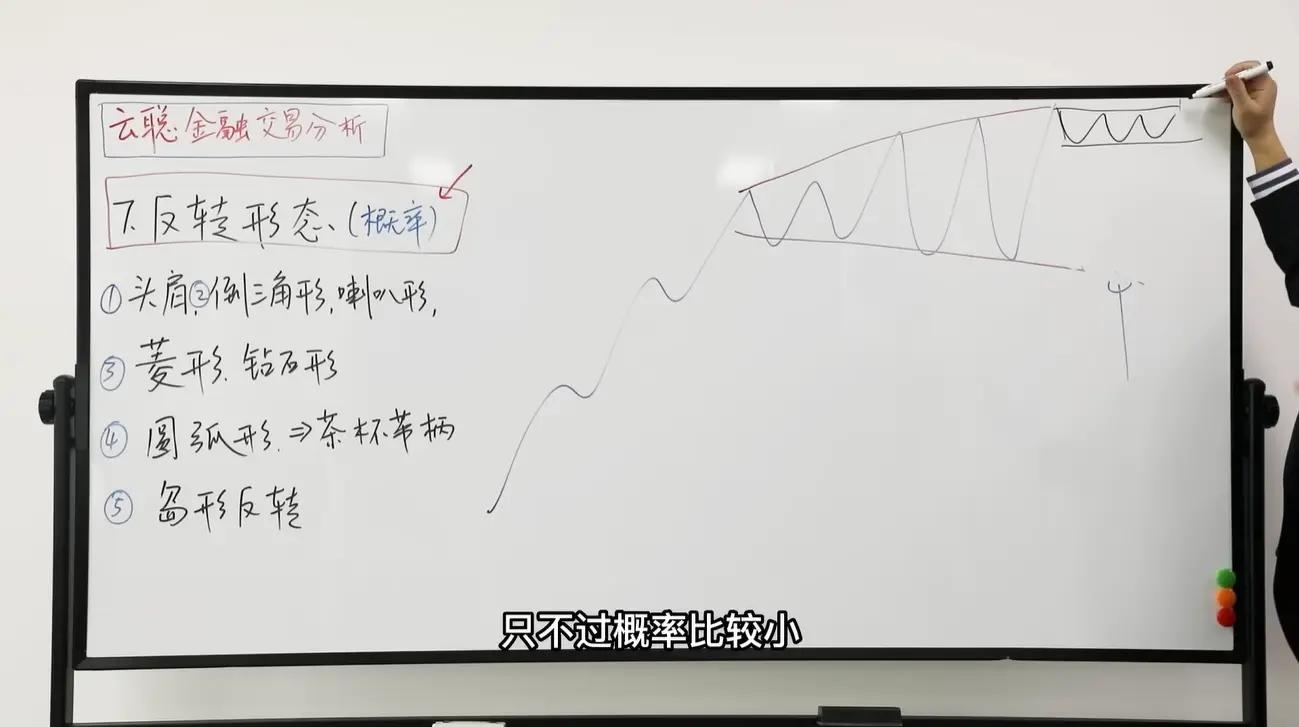 云聪.金融交易分析
7.反转形态、(概率)
①头肩,②倒三角形,喇叭形,
③菱形.钻石形
④圆弧形.⇒茶杯带柄
⑤岛形反转
只不过概率比较小